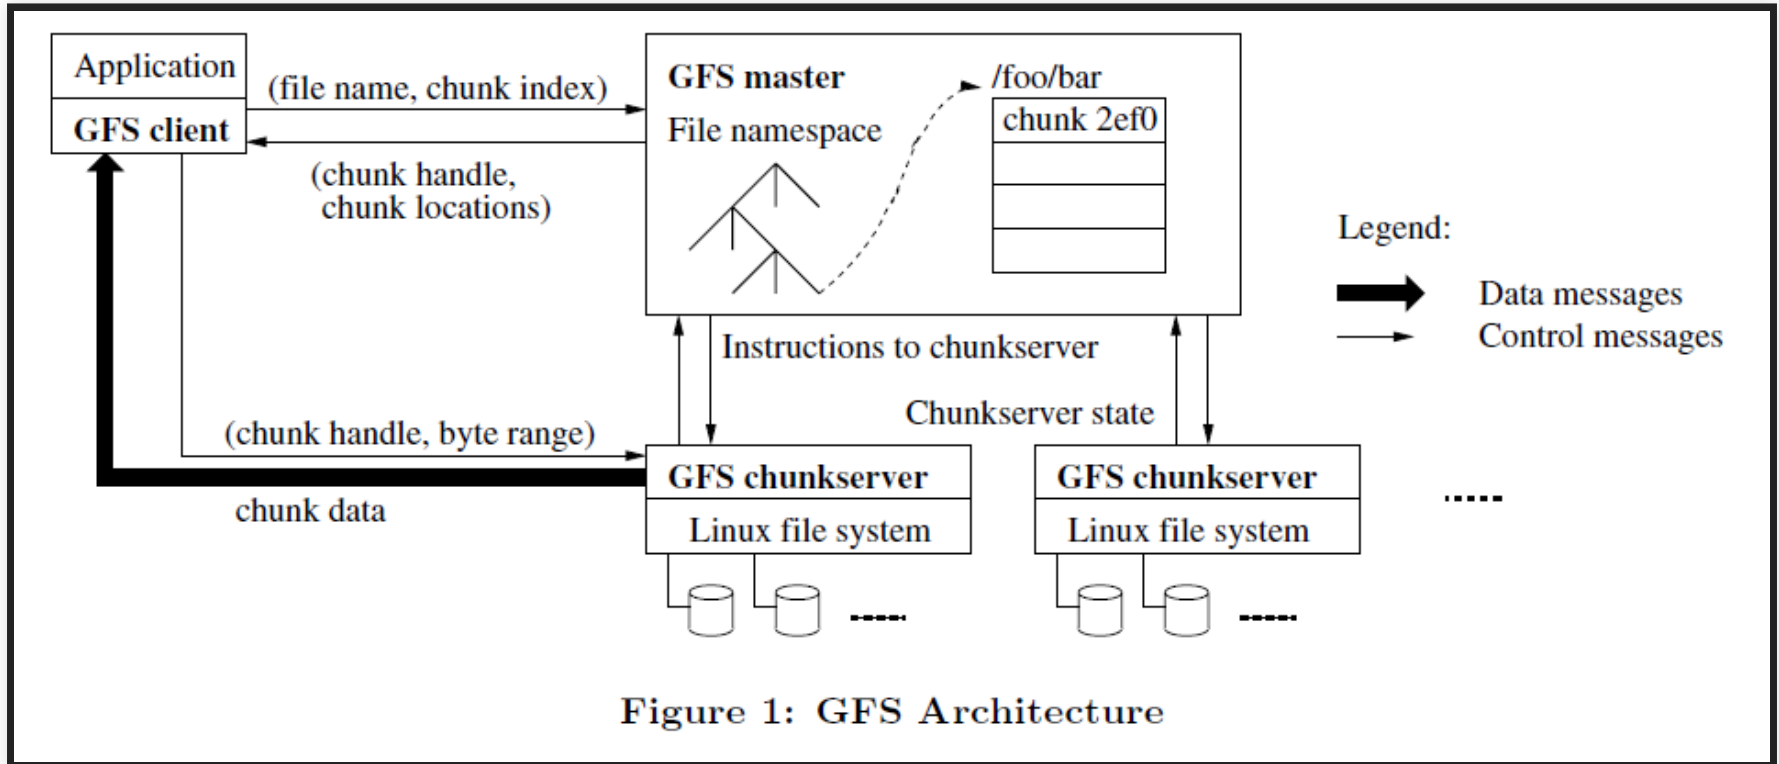 Application
GFS client
(file name, chunk index)
(chunk handle,
chunk locations)
GFS master
File namespace
/foo/bar
chunk 2ef0
Legend:
Data messages
Control messages
Instructions to chunkserver
Chunkserver state
(chunk handle, byte range)
chunk data
GFS chunkserver
Linux file system
GFS chunkserver
Linux file system
Figure 1: GFS Architecture